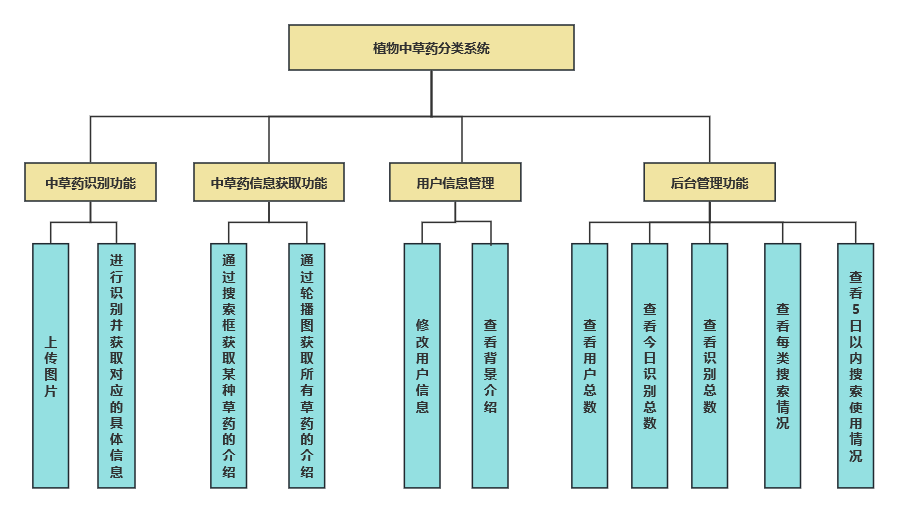 植物中草药分类系统
中草药识别功能
中草药信息获取功能
用户信息管理
后台管理功能
上传图片
进行识别并获取对应的具体信息
通过搜索框获取某种草药的介绍
通过轮播图获取所有草药的介绍
修改用户信息
查看背景介绍
查看用户总数
查看今日识别总数
查看识别总数
查看每类搜索情况
查看5日以内搜索使用情况